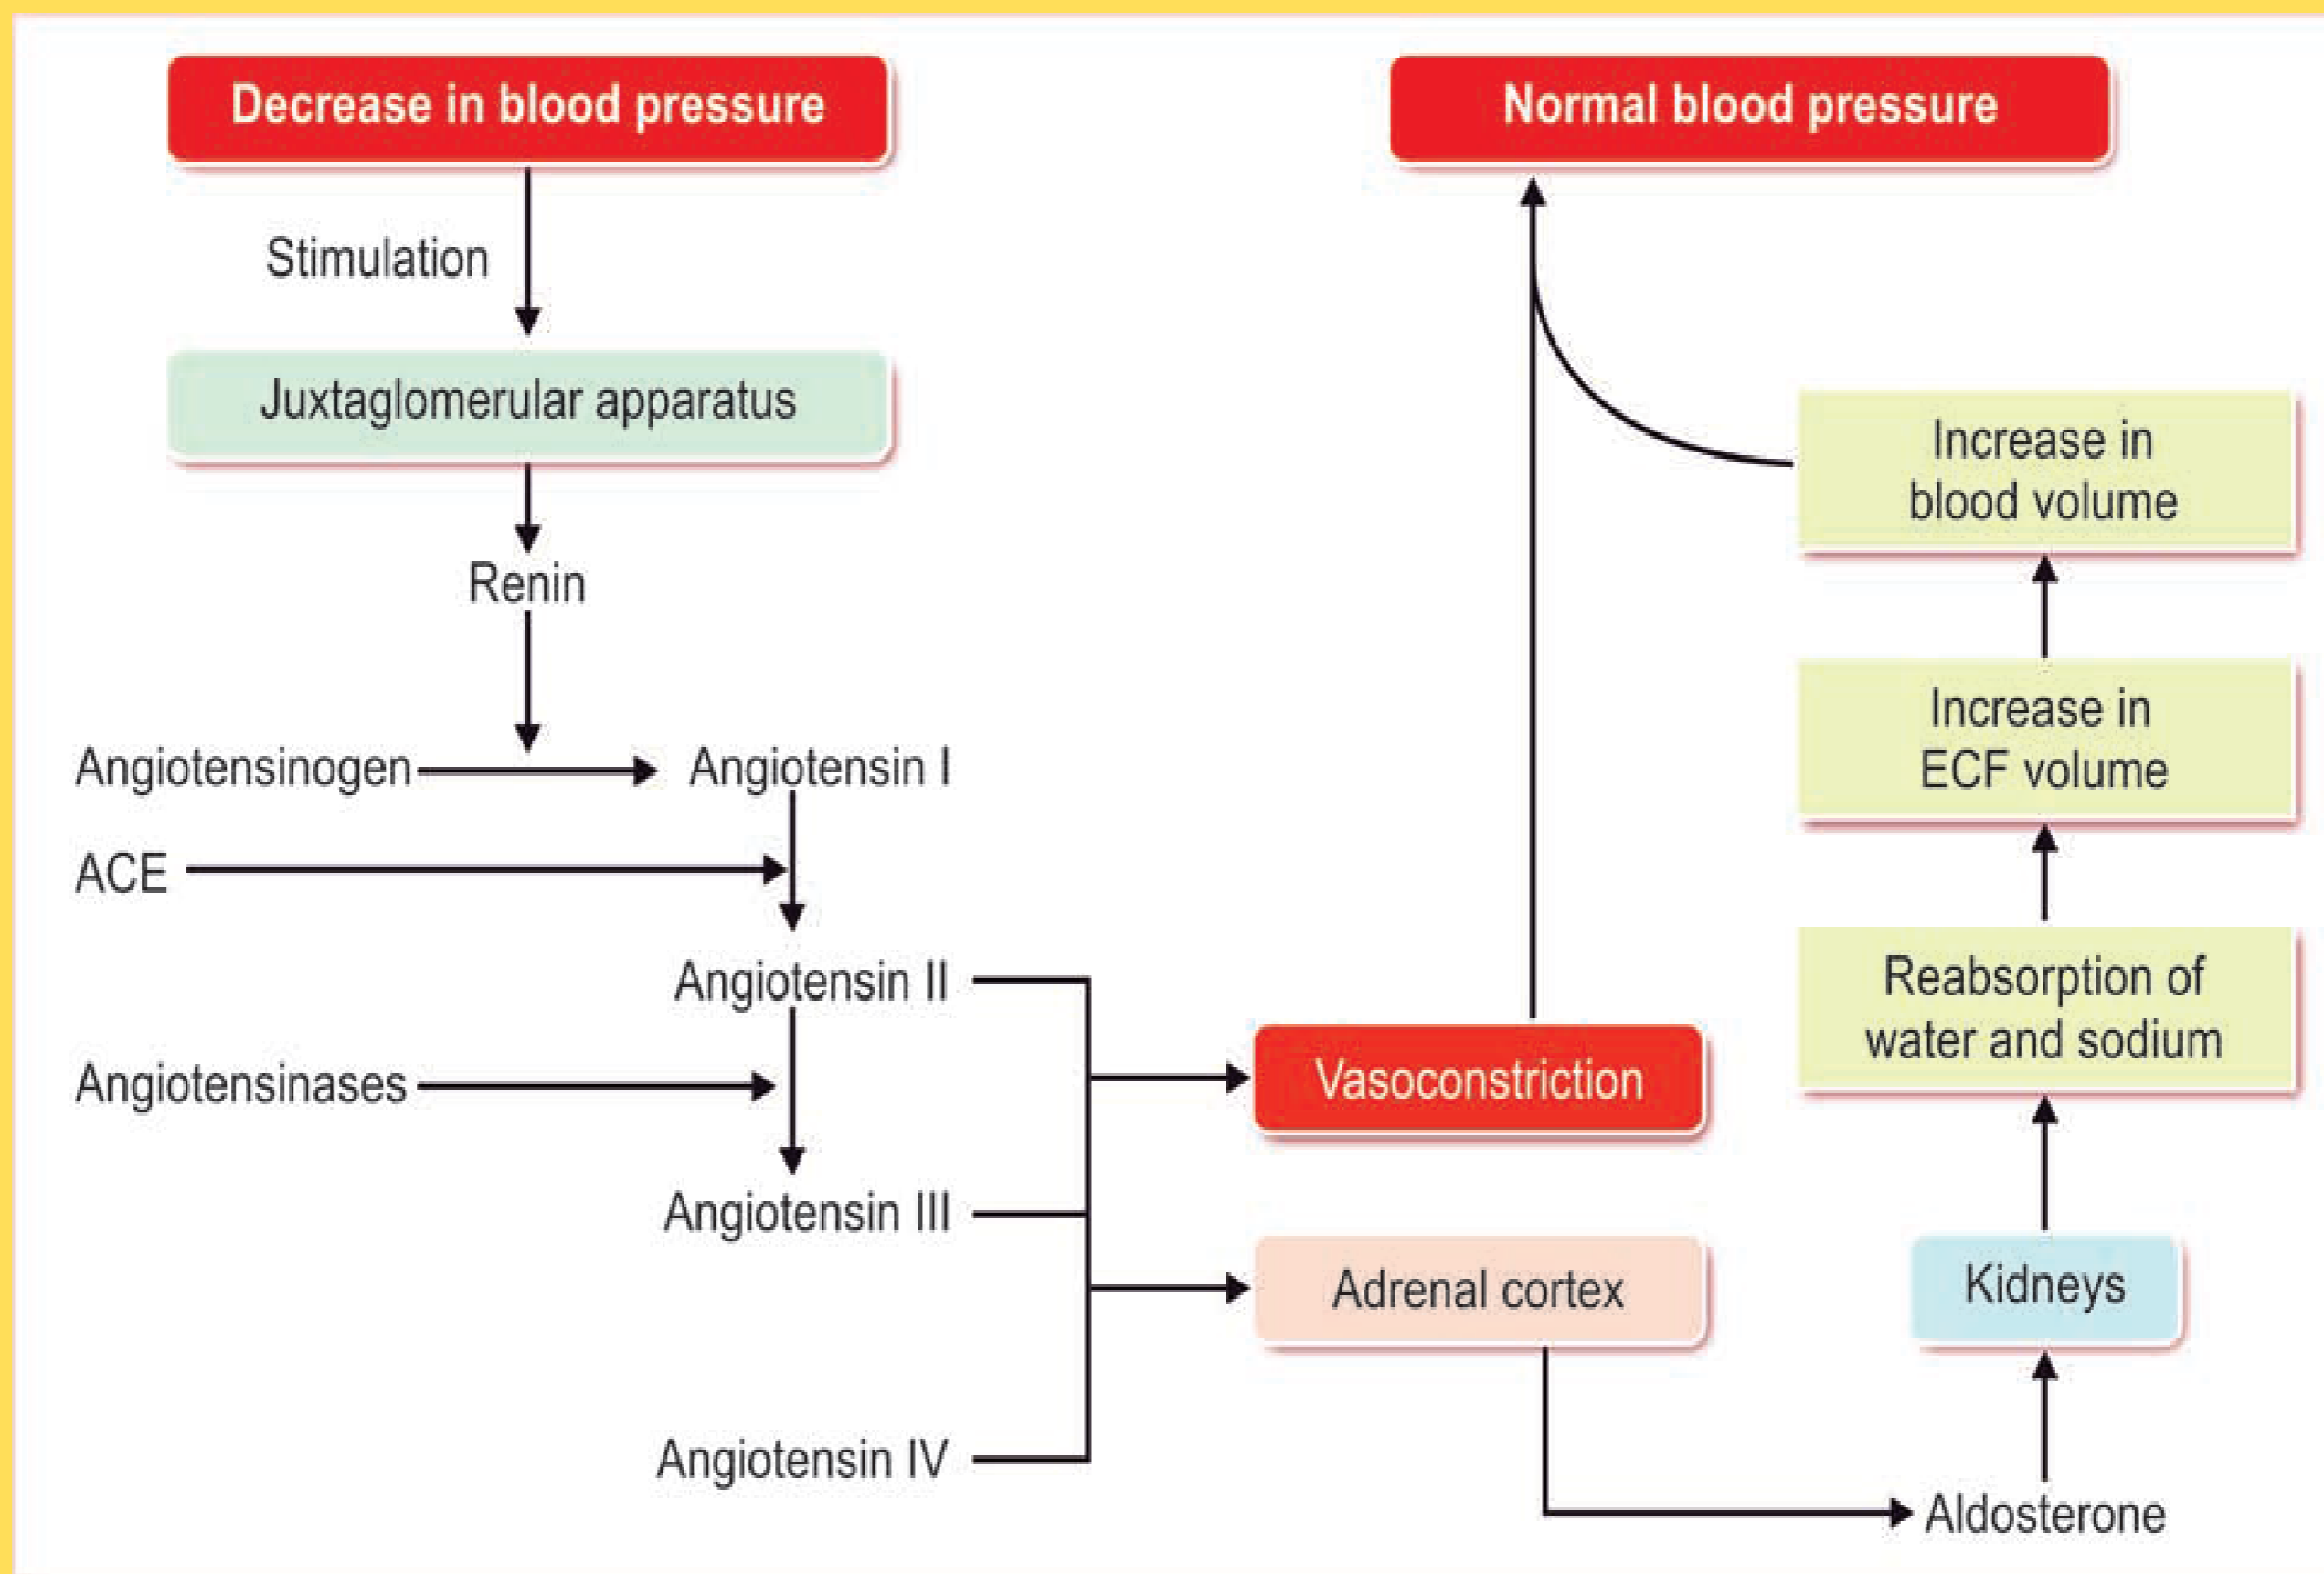 Decrease in blood pressure
Normal blood pressure
Stimulation
Juxtaglomerular apparatus
Renin
Angiotensinogen
Angiotensin I
ACE
Angiotensin II
Angiotensinases
Angiotensin III
Angiotensin IV
Vasoconstriction
Adrenal cortex
Aldosterone
Kidneys
Reabsorption of
water and sodium
Increase in
ECF volume
Increase in
blood volume